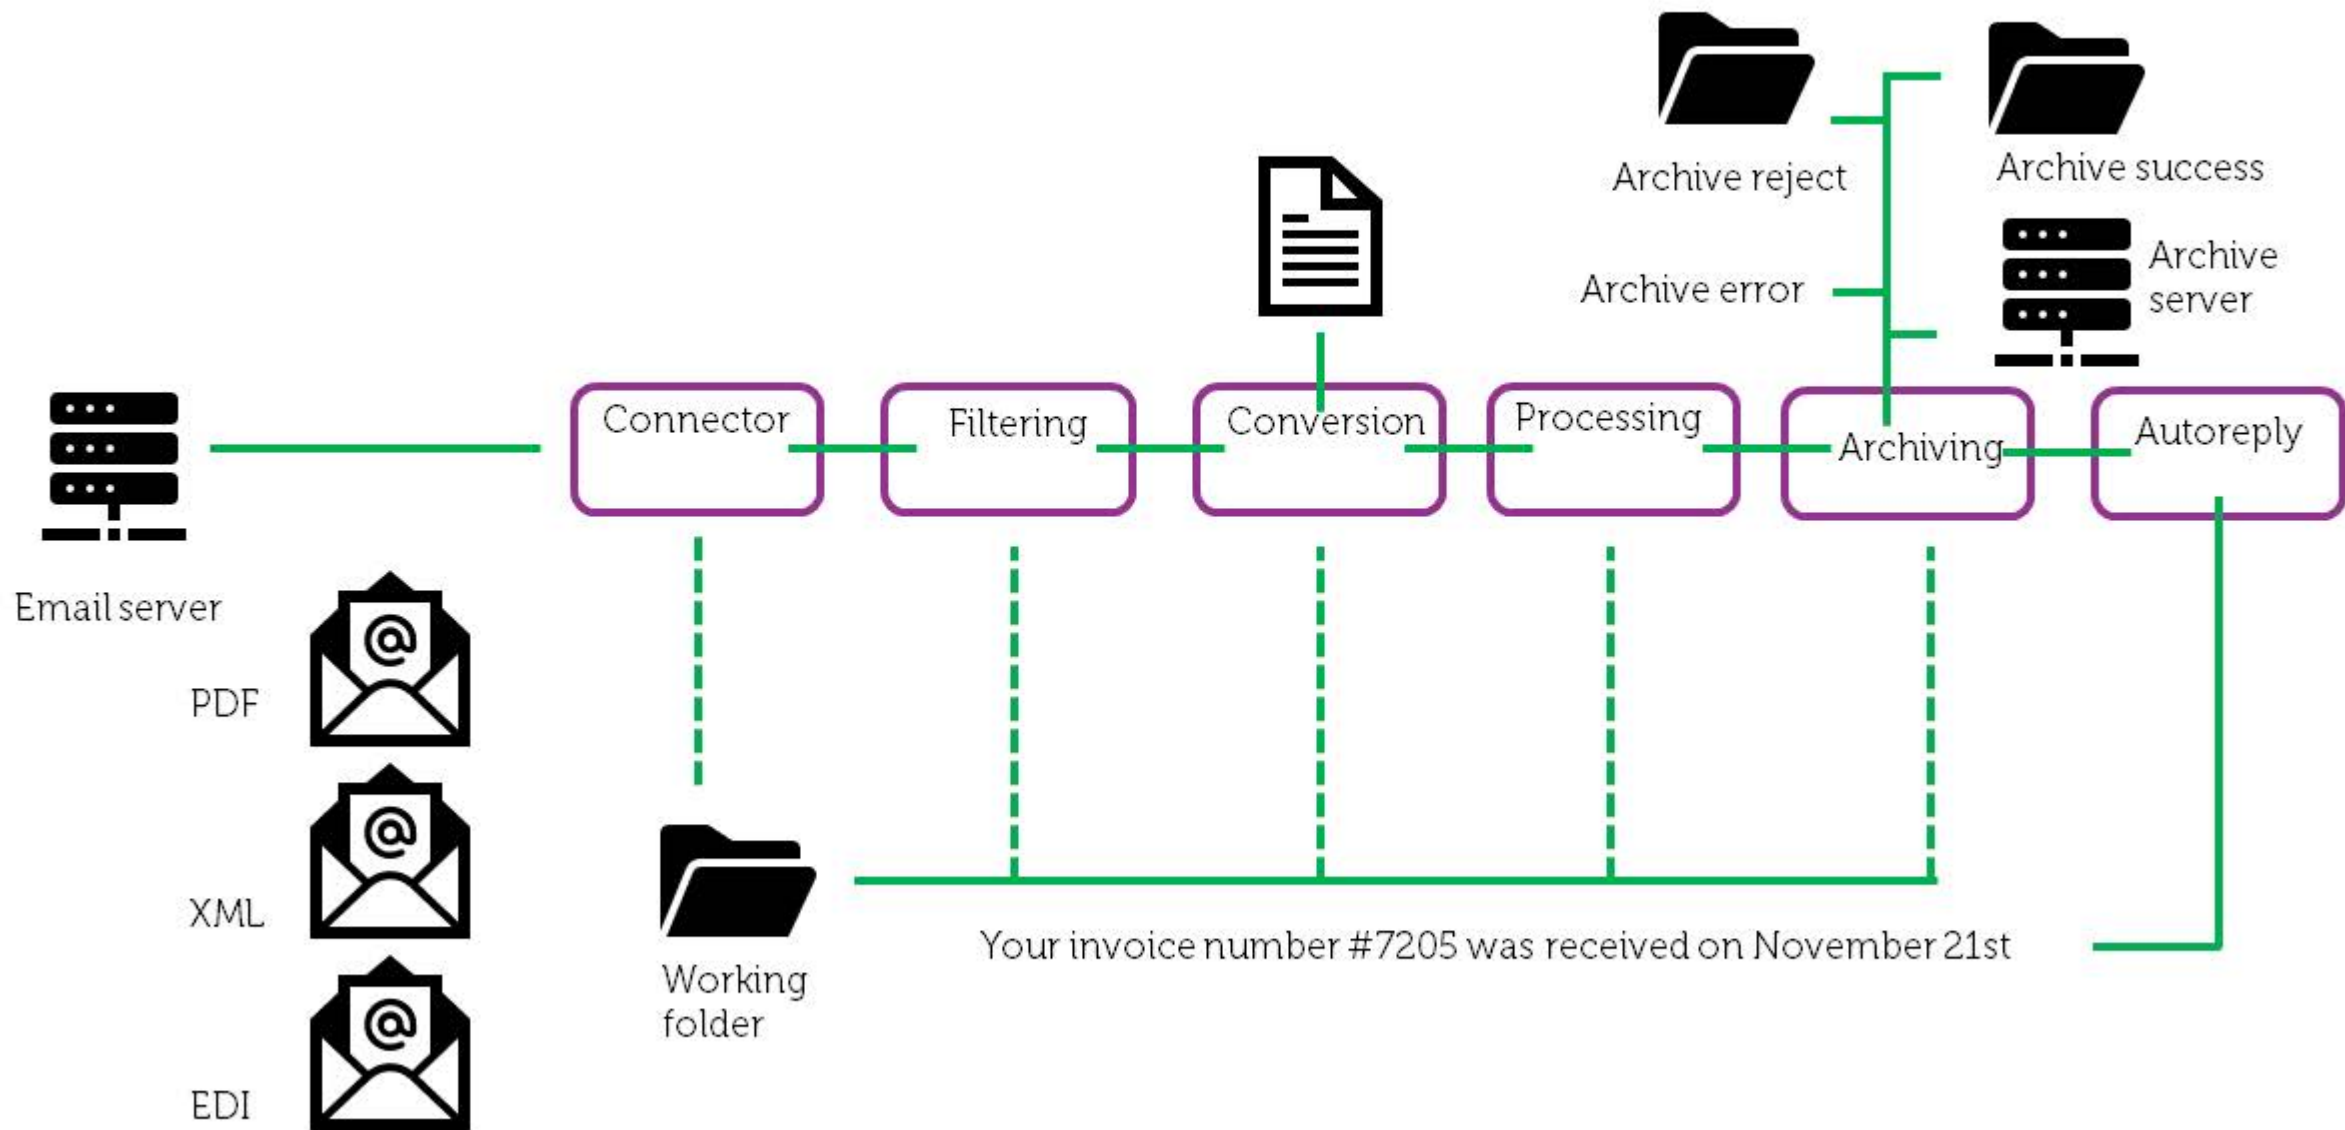 Archive reject
Archive success
Archive
server
Archive error
Connector
Filtering
Conversion
Processing
Archiving
Autoreply
Email server
PDF
XML
EDI
Working
folder
Your invoice number #7205 was received on November 21st